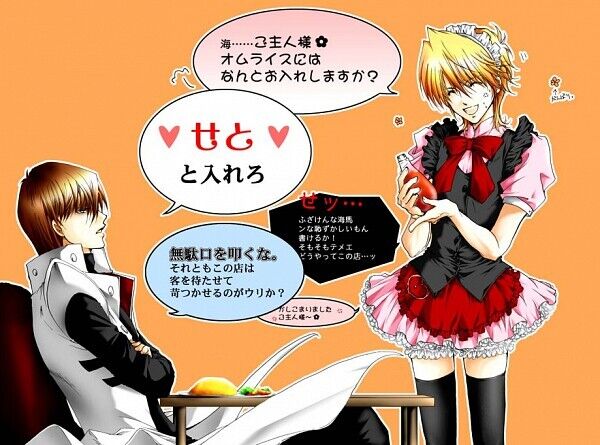 海……ご主人様✿
オムライスには
なんとお入れしますか？
♥ せと ♥
と入れろ
ぜッ…
ふざけんな海馬
ンな恥ずかしいもん
書けるか！
そもそもテメエ
どうやってこの店…ッ
無駄口を叩くな。
それともこの店は
客を待たせて
苛つかせるのがウリか？
かしこまりました
ご主人様～✿